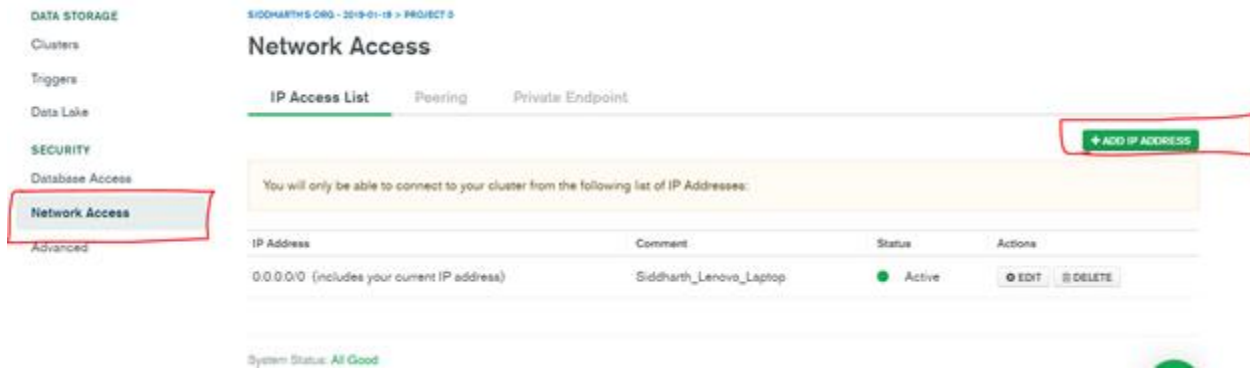 DATA STORAGE
Clusters
Triggers
Data Lake
SECURITY
Database Access
Network Access
Advanced
SIDDHARTH'S ORG - 2019-01-19 > PROJECT 0
Network Access
IP Access List Peering Private Endpoint
+ ADD IP ADDRESS
You will only be able to connect to your cluster from the following list of IP Addresses:
IP Address Comment Status Actions
0.0.0.0/0 (includes your current IP address) Siddharth_Lenovo_Laptop Active EDIT DELETE
System Status: All Good